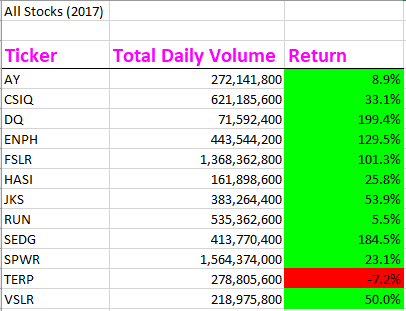 All Stocks (2017)
Ticker Total Daily Volume Return
AY 272,141,800 8.9%
CSIQ 621,185,600 33.1%
DQ 71,592,400 199.4%
ENPH 443,544,200 129.5%
FSLR 1,368,362,800 101.3%
HASI 161,898,600 25.8%
JKS 383,264,400 53.9%
RUN 535,362,600 5.5%
SEDG 413,770,400 184.5%
SPWR 1,564,374,000 23.1%
TERP 278,805,600 -7.2%
VSLR 218,975,800 50.0%